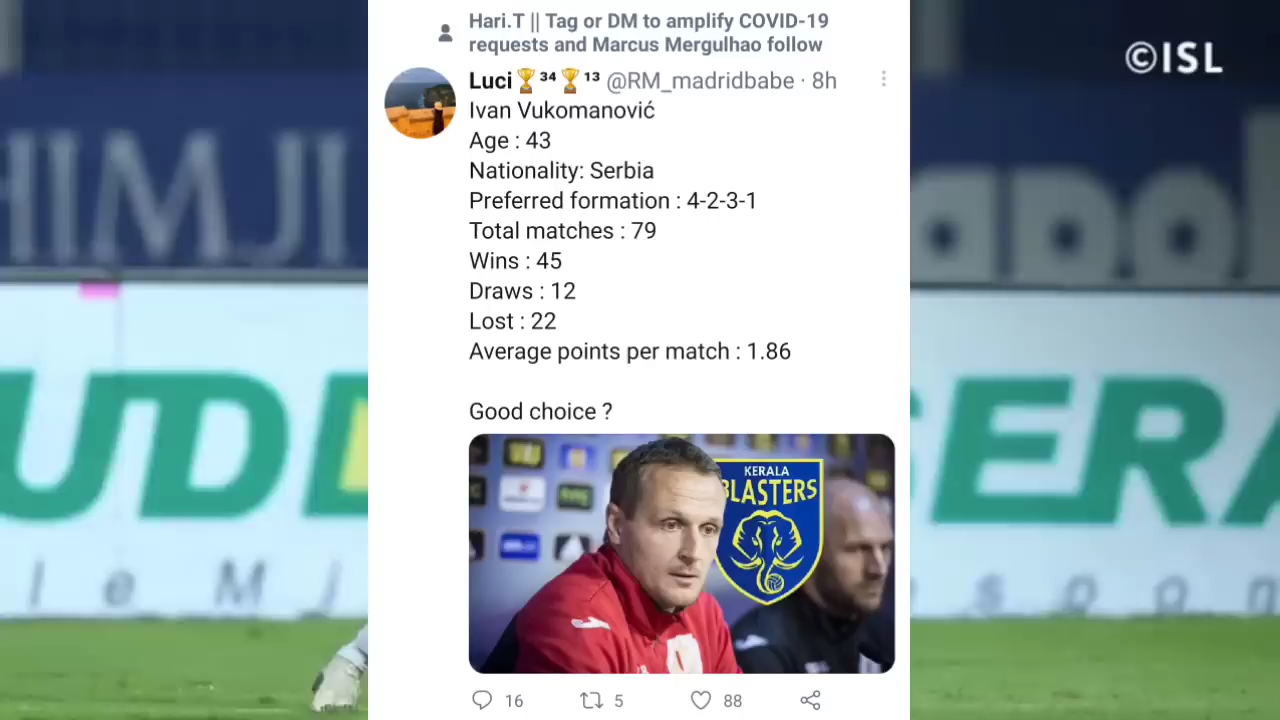 Hari.T || Tag or DM to amplify COVID-19
requests and Marcus Mergulhao follow
©ISL
Luci🏆³⁴🏆¹³ @RM_madridbabe · 8h
Ivan Vukomanović
Age : 43
Nationality: Serbia
Preferred formation : 4-2-3-1
Total matches : 79
Wins : 45
Draws : 12
Lost : 22
Average points per match : 1.86
Good choice ?
KERALA
BLASTERS
16 5 88